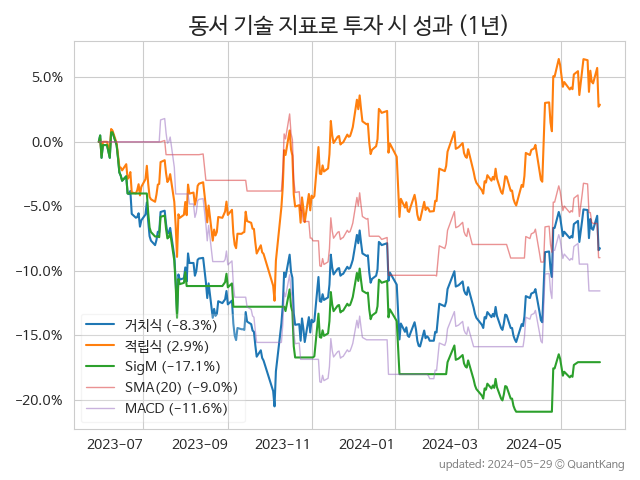 동서 기술 지표로 투자 시 성과 (1년)
5.0%
0.0%
−5.0%
−10.0%
−15.0%
−20.0%
거치식 (−8.3%)
적립식 (2.9%)
SigM (−17.1%)
SMA(20) (−9.0%)
MACD (−11.6%)
2023−07 2023−09 2023−11 2024−01 2024−03 2024−05
updated: 2024-05-29 © QuantKang